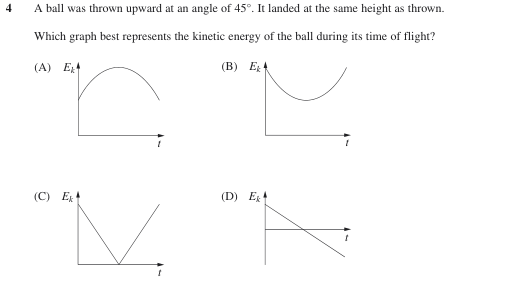 4 A ball was thrown upward at an angle of 45°. It landed at the same height as thrown.
Which graph best represents the kinetic energy of the ball during its time of flight?
(A) Ek (B) Ek
t t
(C) Ek (D) Ek
t
t